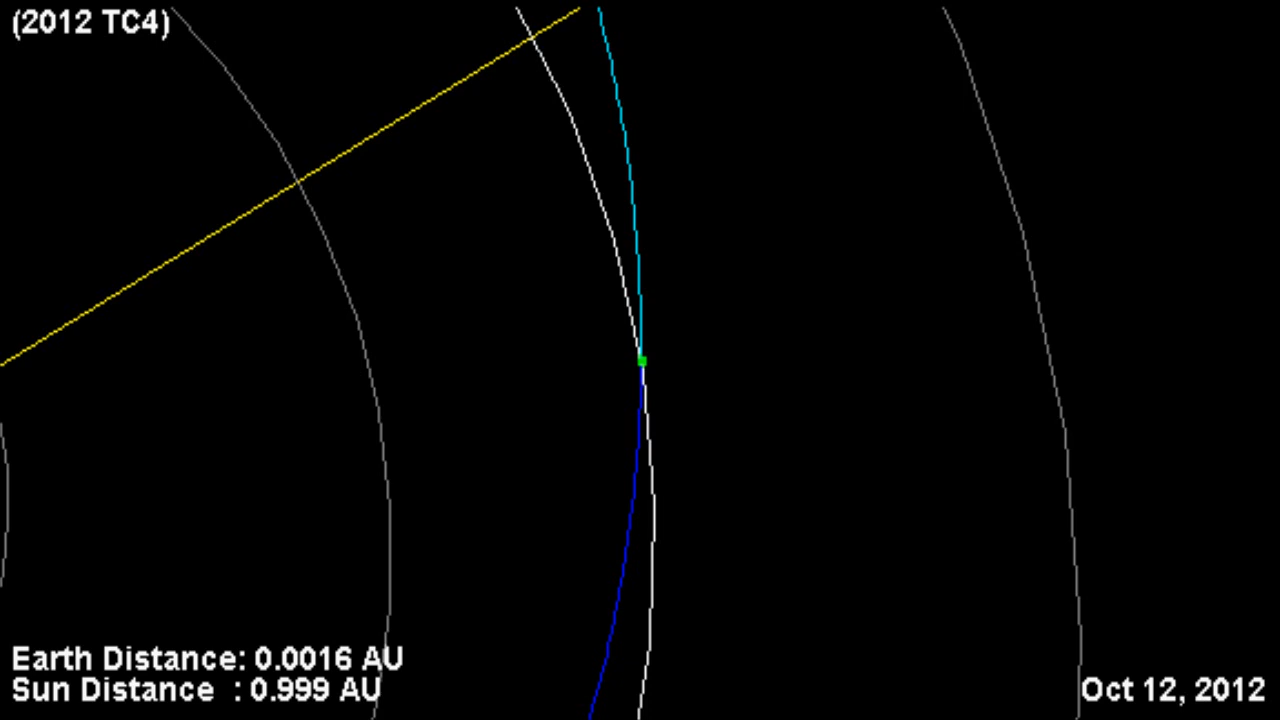 (2012 TC4)
Earth Distance: 0.0016 AU
Sun Distance : 0.999 AU
Oct 12, 2012